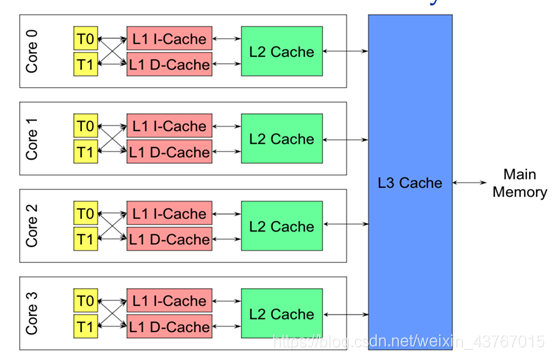 Core 0
T0
T1
L1 I-Cache
L1 D-Cache
L2 Cache
Core 1
T0
T1
L1 I-Cache
L1 D-Cache
L2 Cache
Core 2
T0
T1
L1 I-Cache
L1 D-Cache
L2 Cache
Core 3
T0
T1
L1 I-Cache
L1 D-Cache
L2 Cache
L3 Cache
Main
Memory
https://blog.csdn.net/weixin_43767015